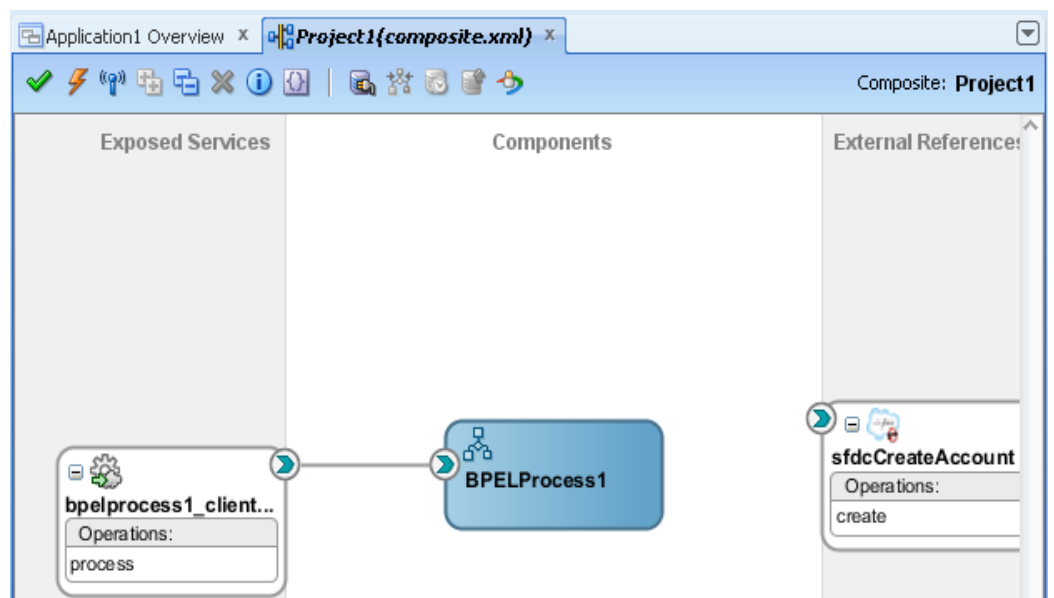 Application1 Overview x Project1{composite.xml} x
Composite: Project1
Exposed Services Components External References
bpelprocess1_client...
Operations:
process
BPELProcess1
sfdcCreateAccount
Operations:
create